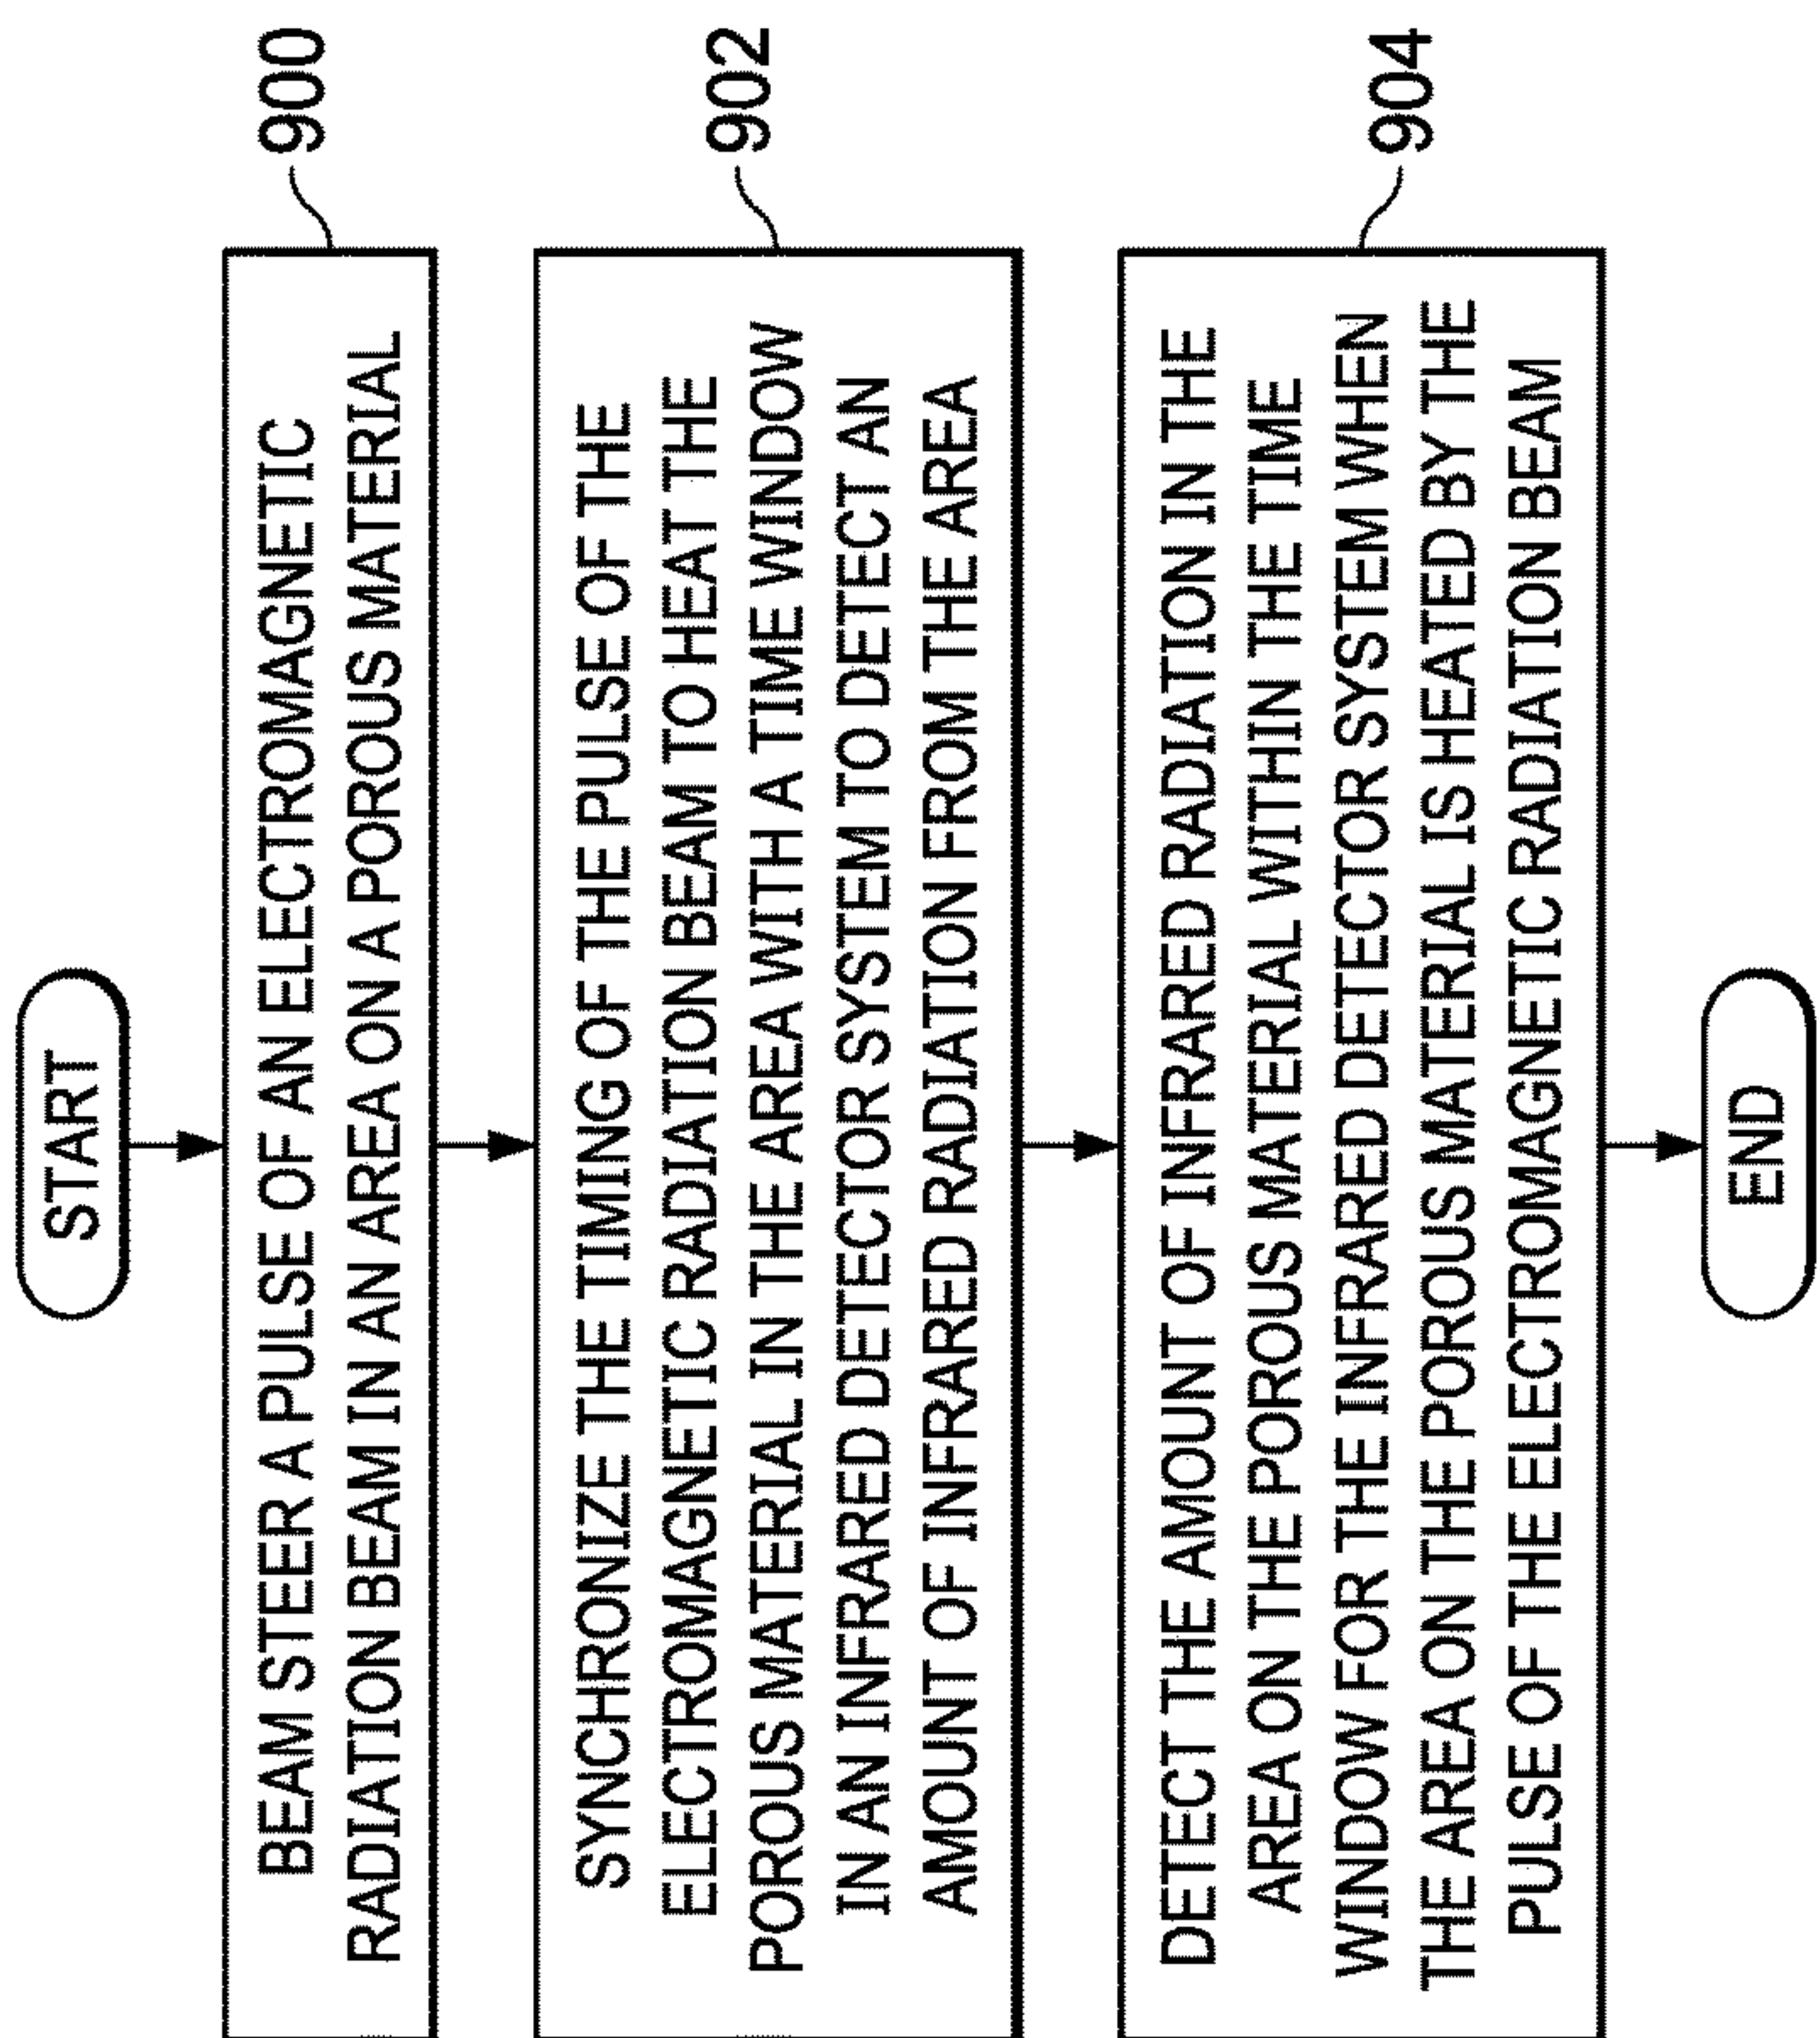 START
BEAM STEER A PULSE OF AN ELECTROMAGNETIC
RADIATION BEAM IN AN AREA ON A POROUS MATERIAL
900
SYNCHRONIZE THE TIMING OF THE PULSE OF THE
ELECTROMAGNETIC RADIATION BEAM TO HEAT THE
POROUS MATERIAL IN THE AREA WITH A TIME WINDOW
IN AN INFRARED DETECTOR SYSTEM TO DETECT AN
AMOUNT OF INFRARED RADIATION FROM THE AREA
902
DETECT THE AMOUNT OF INFRARED RADIATION IN THE
AREA ON THE POROUS MATERIAL WITHIN THE TIME
WINDOW FOR THE INFRARED DETECTOR SYSTEM WHEN
THE AREA ON THE POROUS MATERIAL IS HEATED BY THE
PULSE OF THE ELECTROMAGNETIC RADIATION BEAM
904
END